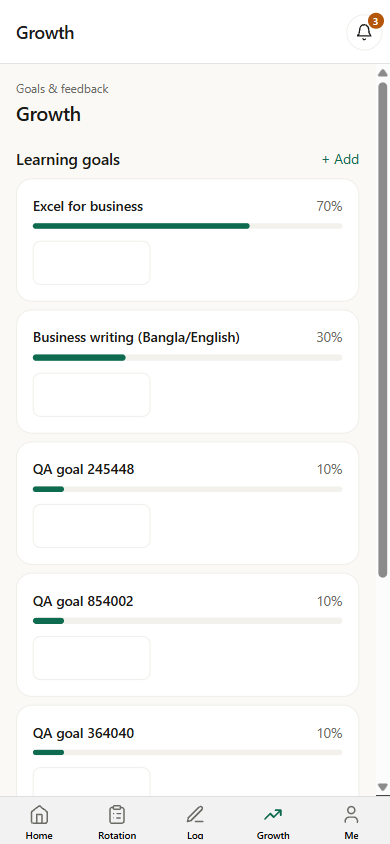 Growth
3
Goals & feedback
Growth
Learning goals
+ Add
Excel for business
70%
Business writing (Bangla/English)
30%
QA goal 245448
10%
QA goal 854002
10%
QA goal 364040
10%
Home
Rotation
Log
Growth
Me